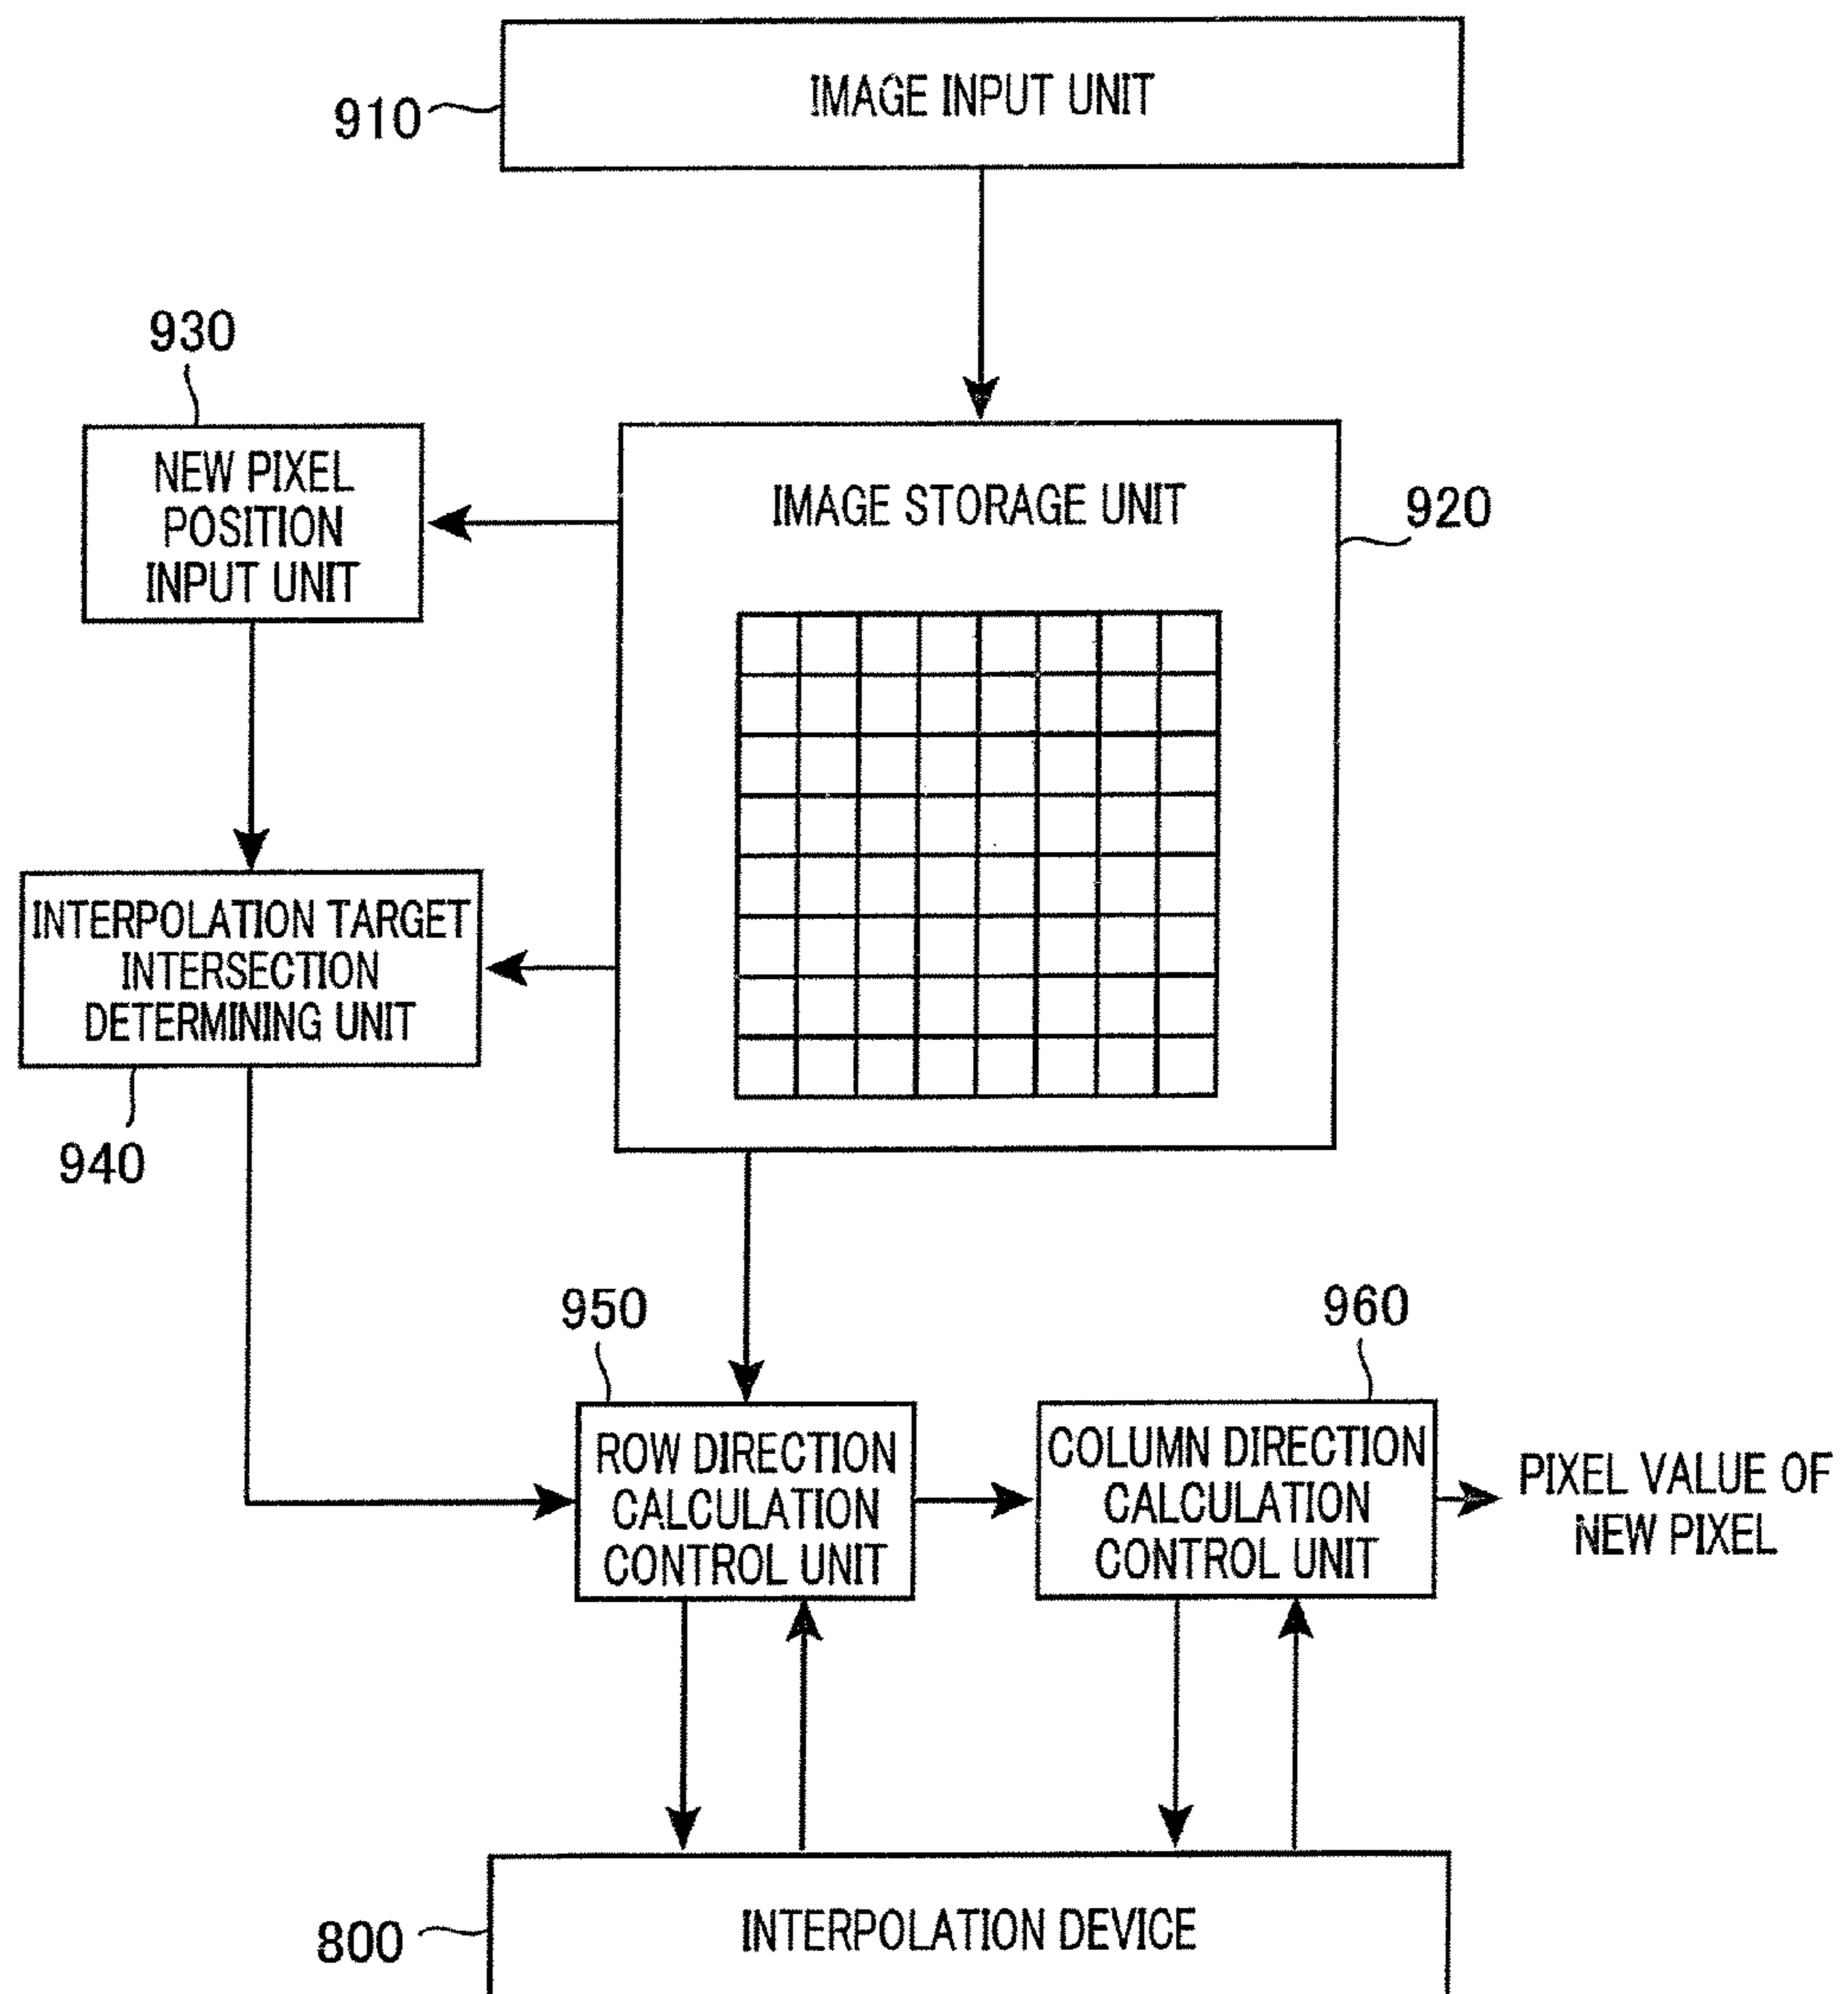 IMAGE INPUT UNIT
910
930
NEW PIXEL
POSITION
INPUT UNIT
IMAGE STORAGE UNIT
920
INTERPOLATION TARGET
INTERSECTION
DETERMINING UNIT
940
950
960
ROW DIRECTION
CALCULATION
CONTROL UNIT
COLUMN DIRECTION
CALCULATION
CONTROL UNIT
PIXEL VALUE OF
NEW PIXEL
800
INTERPOLATION DEVICE